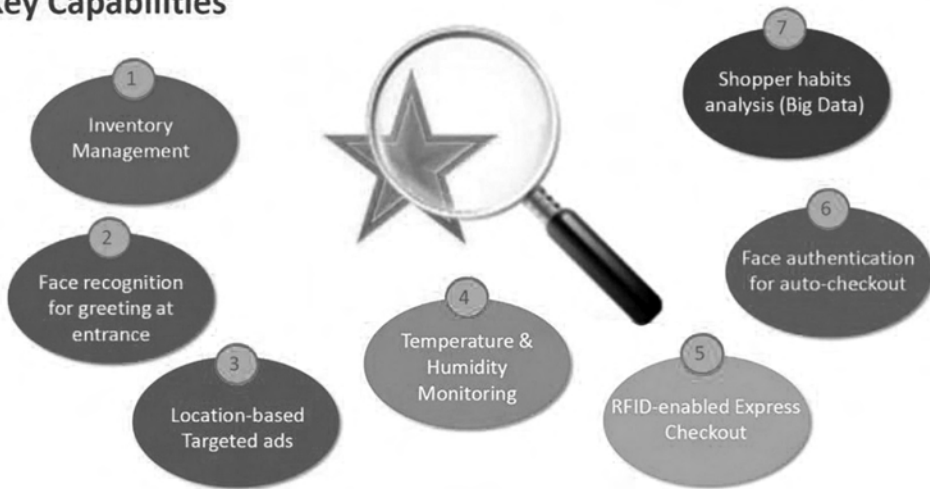 Key Capabilities
1
Inventory
Management
2
Face recognition
for greeting at
entrance
3
Location-based
Targeted ads
4
Temperature &
Humidity
Monitoring
5
RFID-enabled Express
Checkout
6
Face authentication
for auto-checkout
7
Shopper habits
analysis (Big Data)